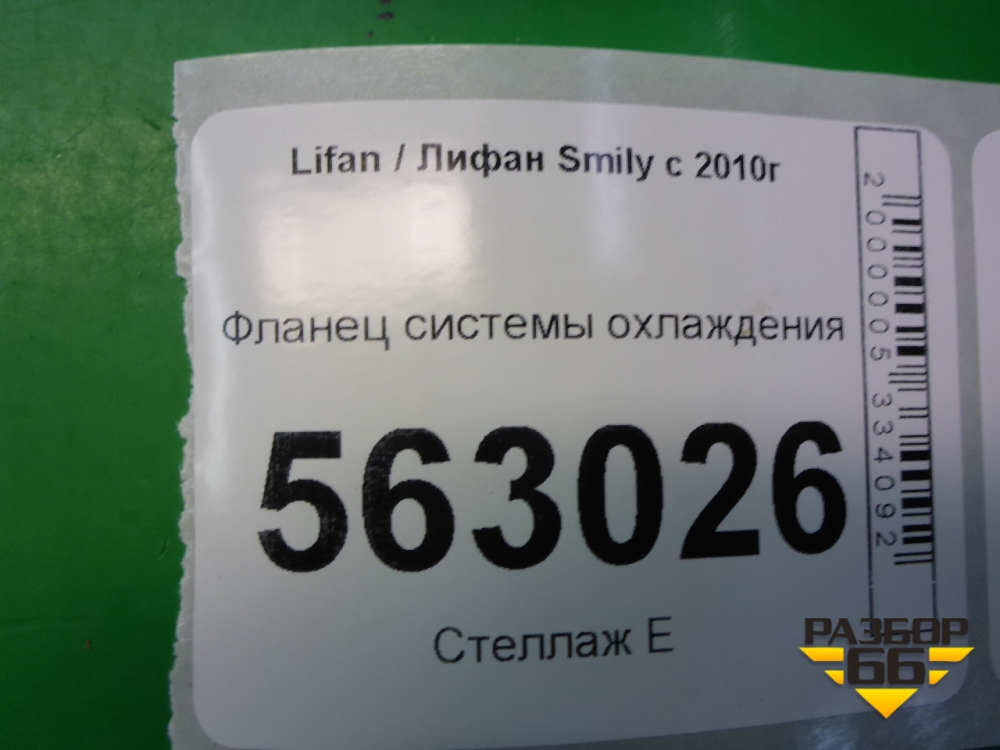 Lifan / Лифан Smily с 2010г
Фланец системы охлаждения
563026
Стеллаж Е
2000005334092
РАЗБОР
66